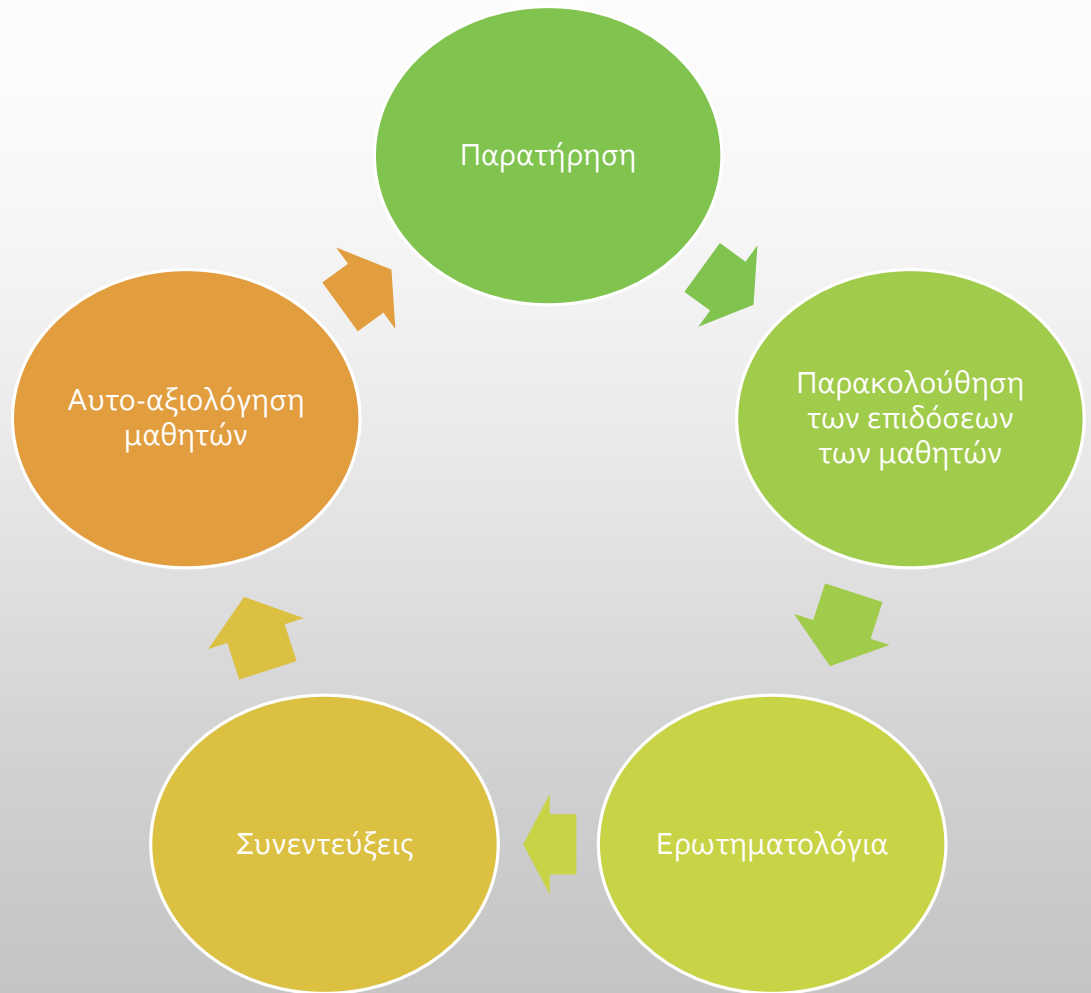 Παρατήρηση
Παρακολούθηση
των επιδόσεων
των μαθητών
Ερωτηματολόγια
Συνεντεύξεις
Αυτο-αξιολόγηση
μαθητών